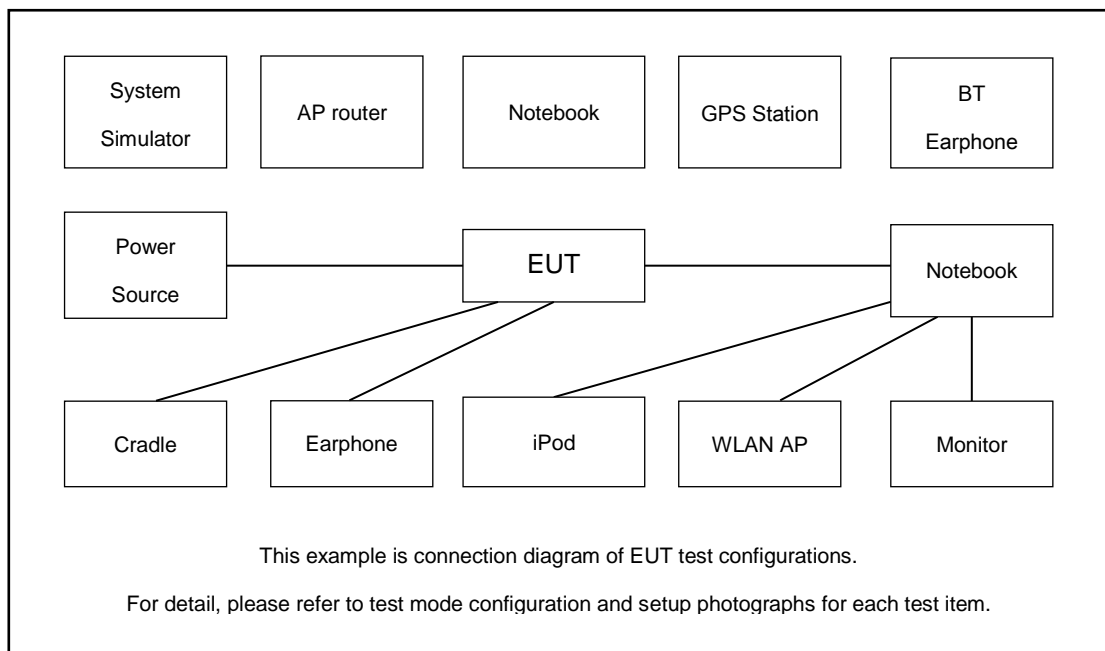 System
Simulator
AP router
Notebook
GPS Station
BT
Earphone
Power
Source
EUT
Notebook
Cradle
Earphone
iPod
WLAN AP
Monitor
This example is connection diagram of EUT test configurations.
For detail, please refer to test mode configuration and setup photographs for each test item.